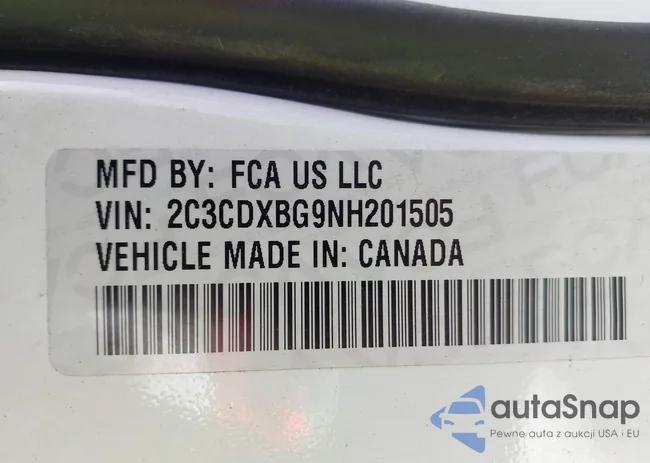 MFD BY: FCA US LLC
VIN: 2C3CDXBG9NH201505
VEHICLE MADE IN: CANADA
autaSnap
Pewne auta z aukcji USA i EU